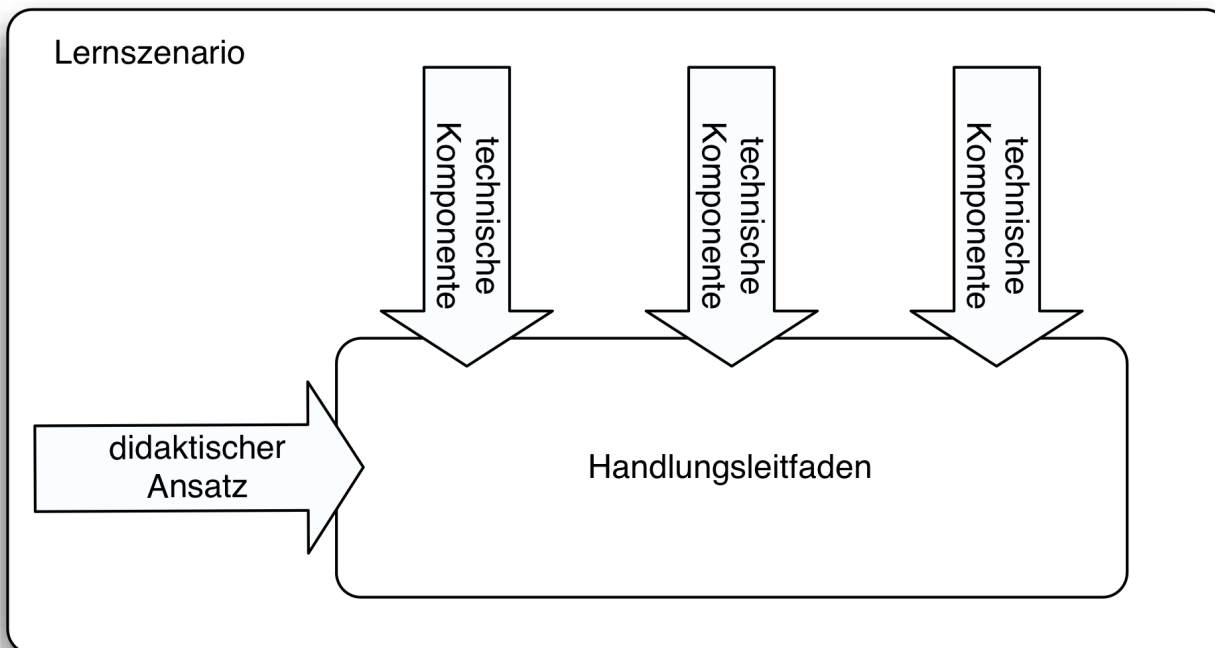 Lernszenario
technische
Komponente
technische
Komponente
technische
Komponente
didaktischer
Ansatz
Handlungsleitfaden